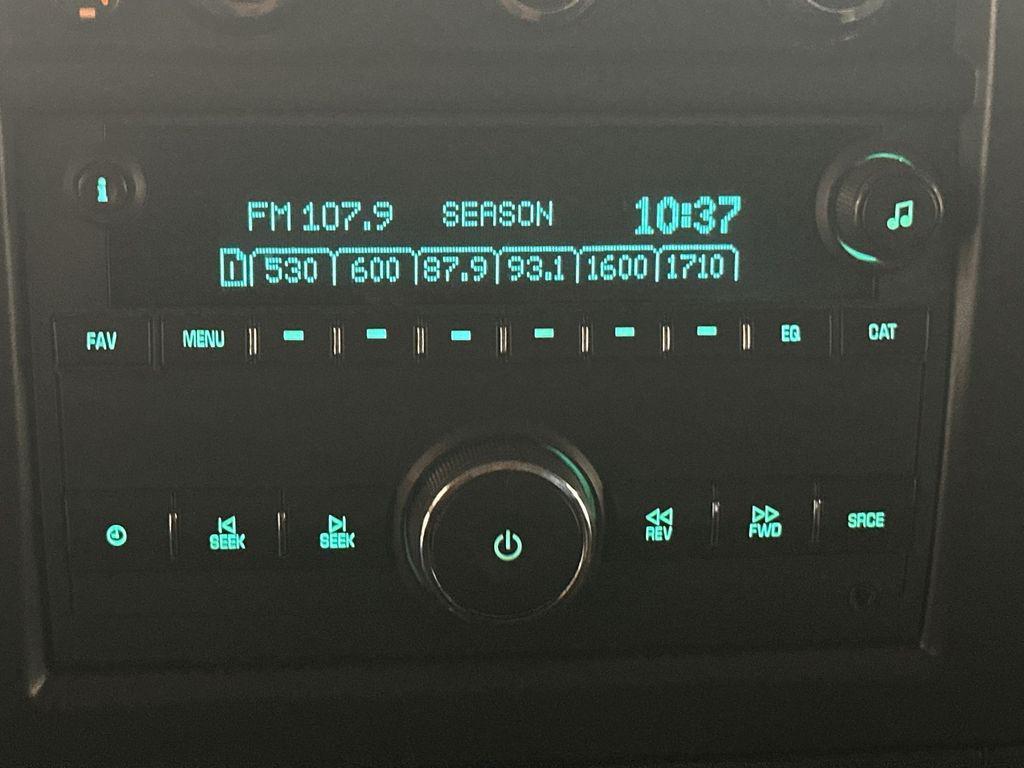 i
FM 107.9 SEASON 10:37
1 530 600 87.9 93.1 1600 1710
FAV MENU EQ CAT
SEEK SEEK REV FWD SRCE